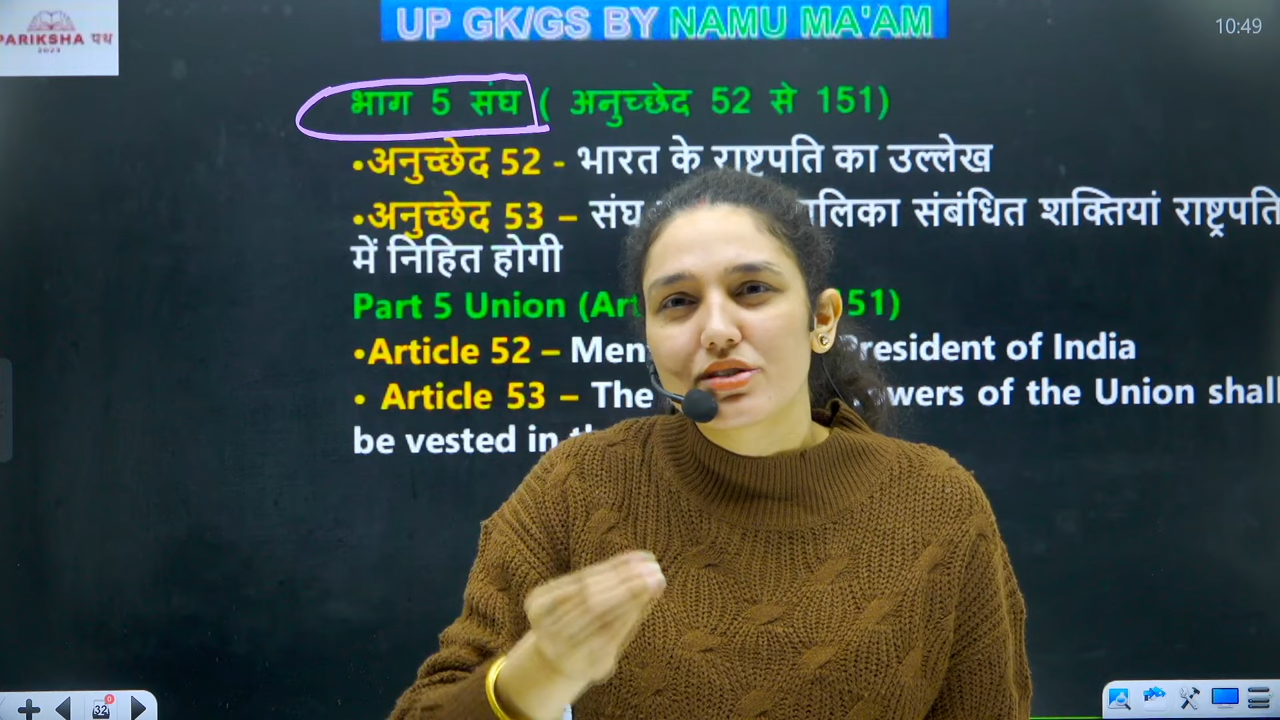 UP GK/GS BY NAMU MA'AM
10:49
PARIKSHA पथ
भाग 5 संघ ( अनुच्छेद 52 से 151)
•अनुच्छेद 52 - भारत के राष्ट्रपति का उल्लेख
•अनुच्छेद 53 – संघ संबंधित शक्तियां राष्ट्रपति
में निहित होगी
Part 5 Union (Art 51)
•Article 52 – President of India
• Article 53 – The of the Union shall
be vested in
32